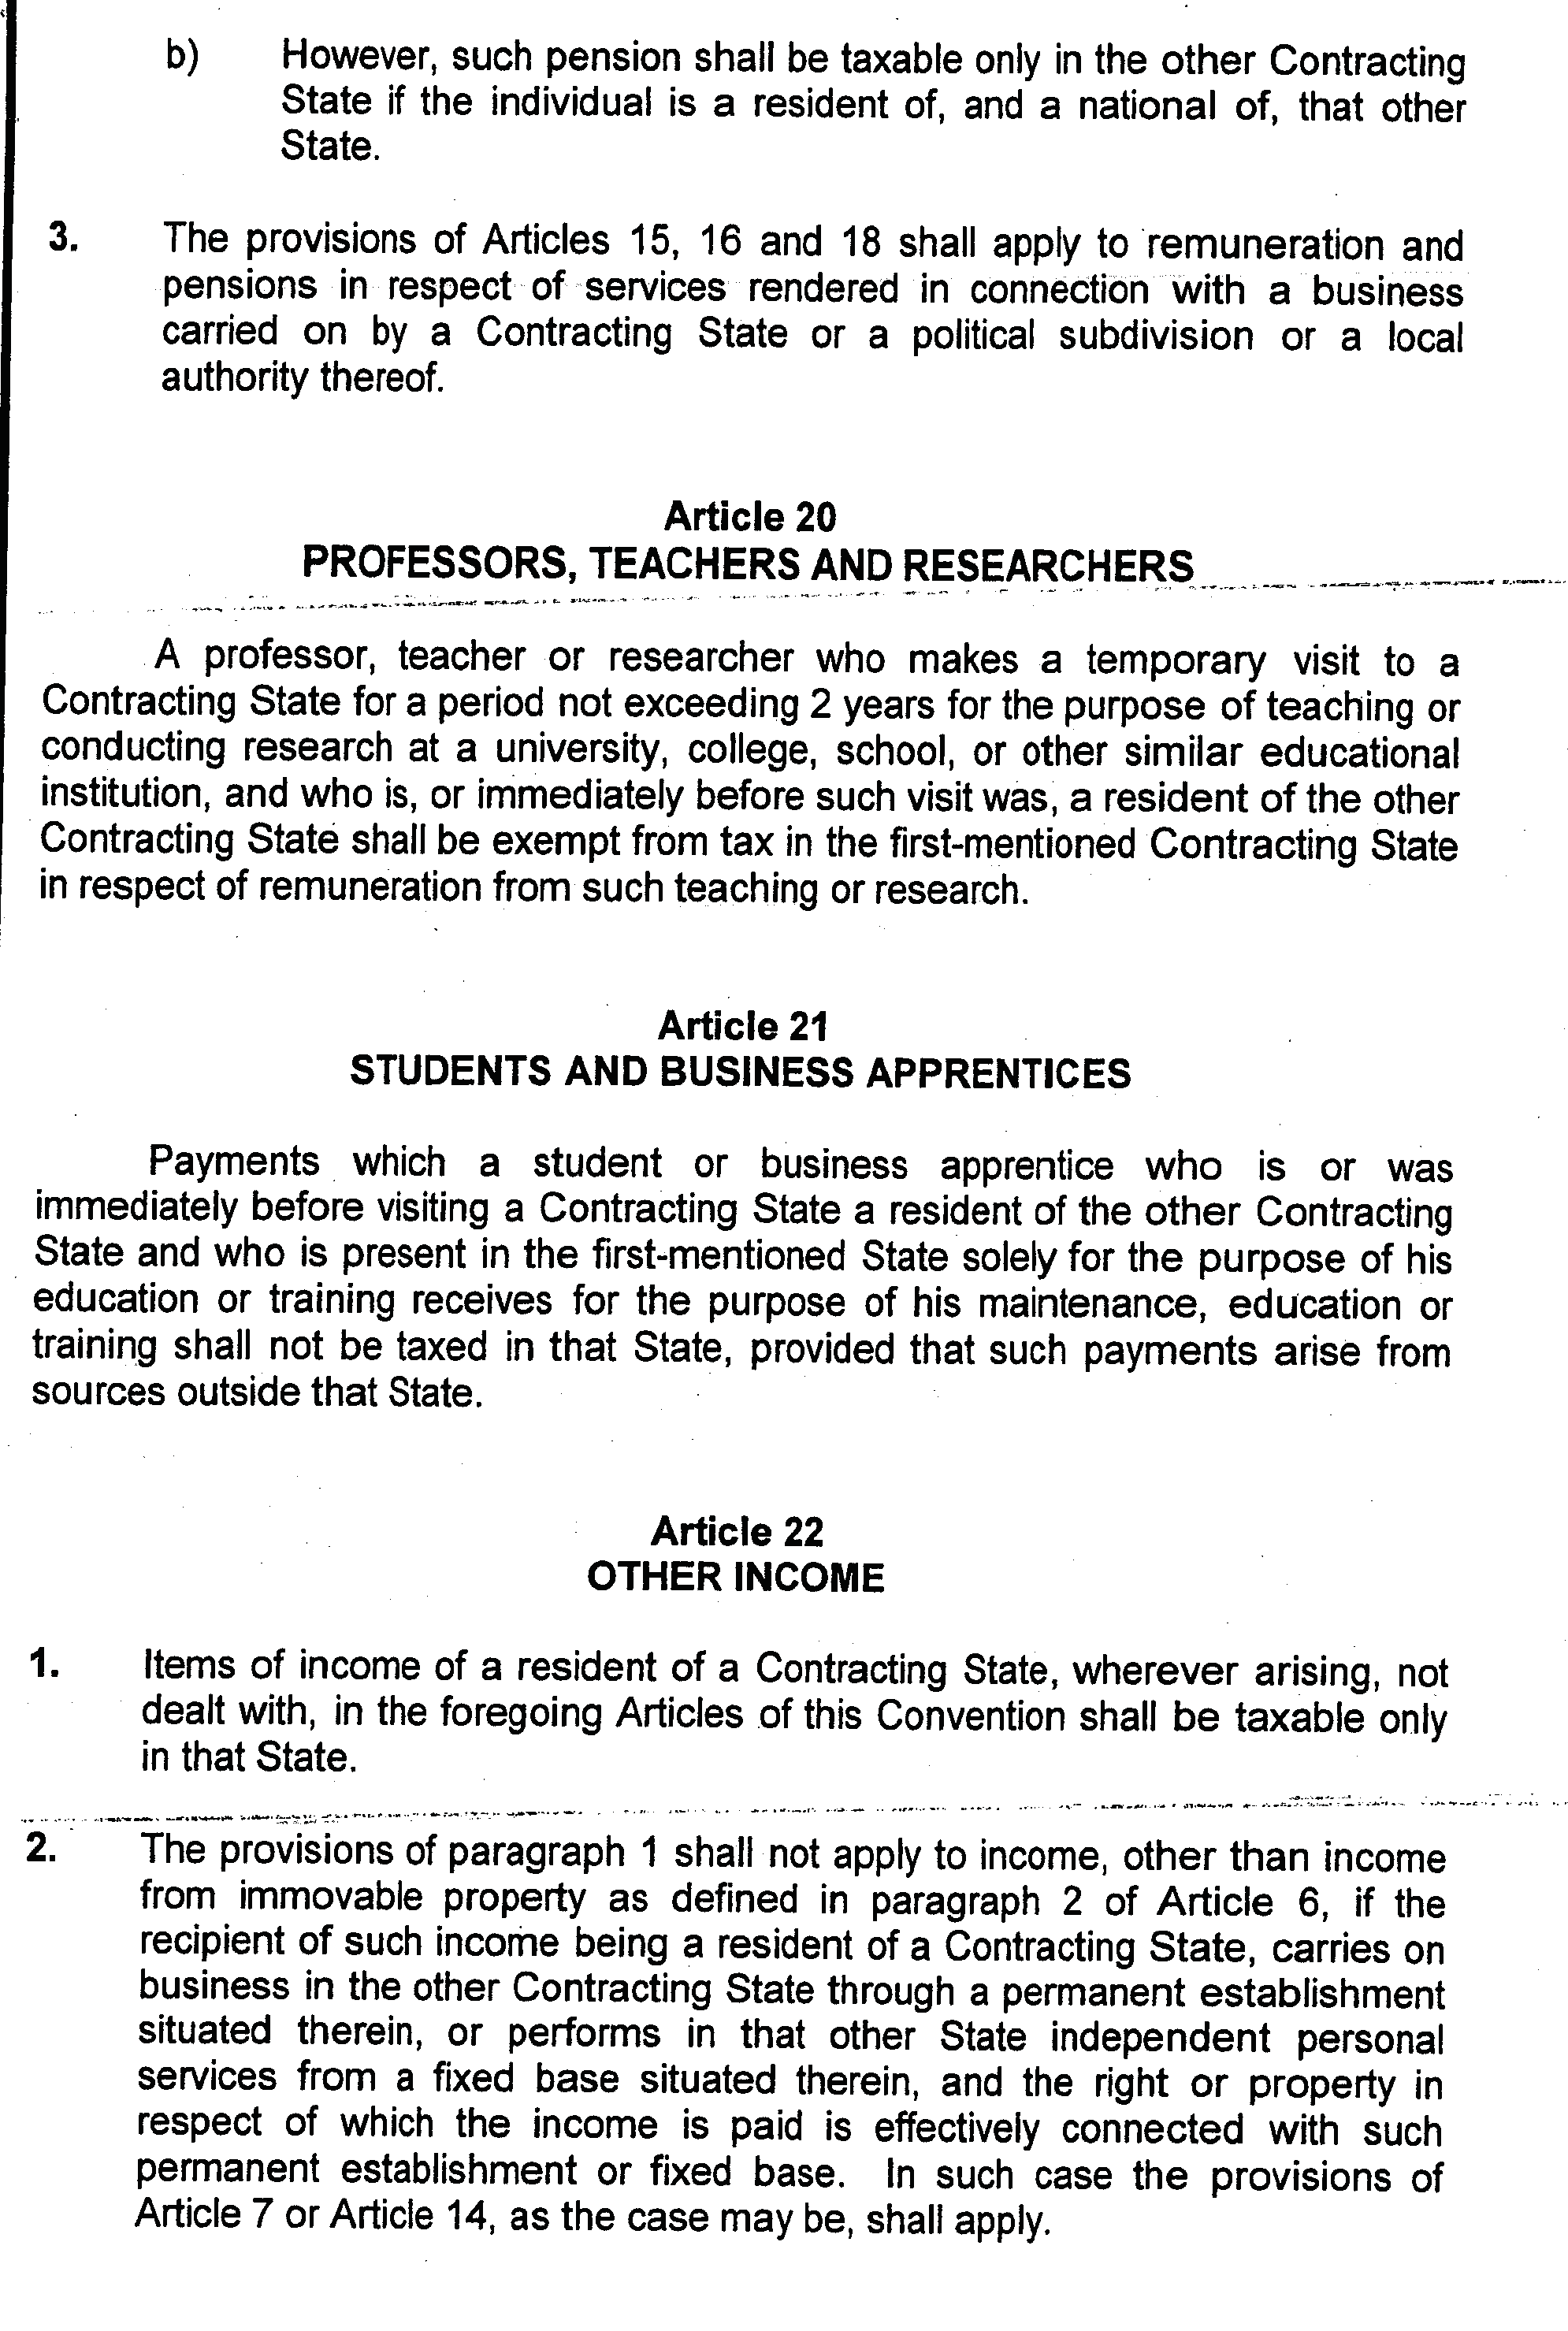 b) However, such pension shall be taxable only in the other Contracting
State if the individual is a resident of, and a national of, that other
State.
3. The provisions of Articles 15, 16 and 18 shall apply to remuneration and
pensions in respect of services rendered in connection with a business
carried on by a Contracting State or a political subdivision or a local
authority thereof.
Article 20
PROFESSORS, TEACHERS AND RESEARCHERS
A professor, teacher or researcher who makes a temporary visit to a
Contracting State for a period not exceeding 2 years for the purpose of teaching or
conducting research at a university, college, school, or other similar educational
institution, and who is, or immediately before such visit was, a resident of the other
Contracting State shall be exempt from tax in the first-mentioned Contracting State
in respect of remuneration from such teaching or research.
Article 21
STUDENTS AND BUSINESS APPRENTICES
Payments which a student or business apprentice who is or was
immediately before visiting a Contracting State a resident of the other Contracting
State and who is present in the first-mentioned State solely for the purpose of his
education or training receives for the purpose of his maintenance, education or
training shall not be taxed in that State, provided that such payments arise from
sources outside that State.
Article 22
OTHER INCOME
1. Items of income of a resident of a Contracting State, wherever arising, not
dealt with, in the foregoing Articles of this Convention shall be taxable only
in that State.
2. The provisions of paragraph 1 shall not apply to income, other than income
from immovable property as defined in paragraph 2 of Article 6, if the
recipient of such income being a resident of a Contracting State, carries on
business in the other Contracting State through a permanent establishment
situated therein, or performs in that other State independent personal
services from a fixed base situated therein, and the right or property in
respect of which the income is paid is effectively connected with such
permanent establishment or fixed base. In such case the provisions of
Article 7 or Article 14, as the case may be, shall apply.